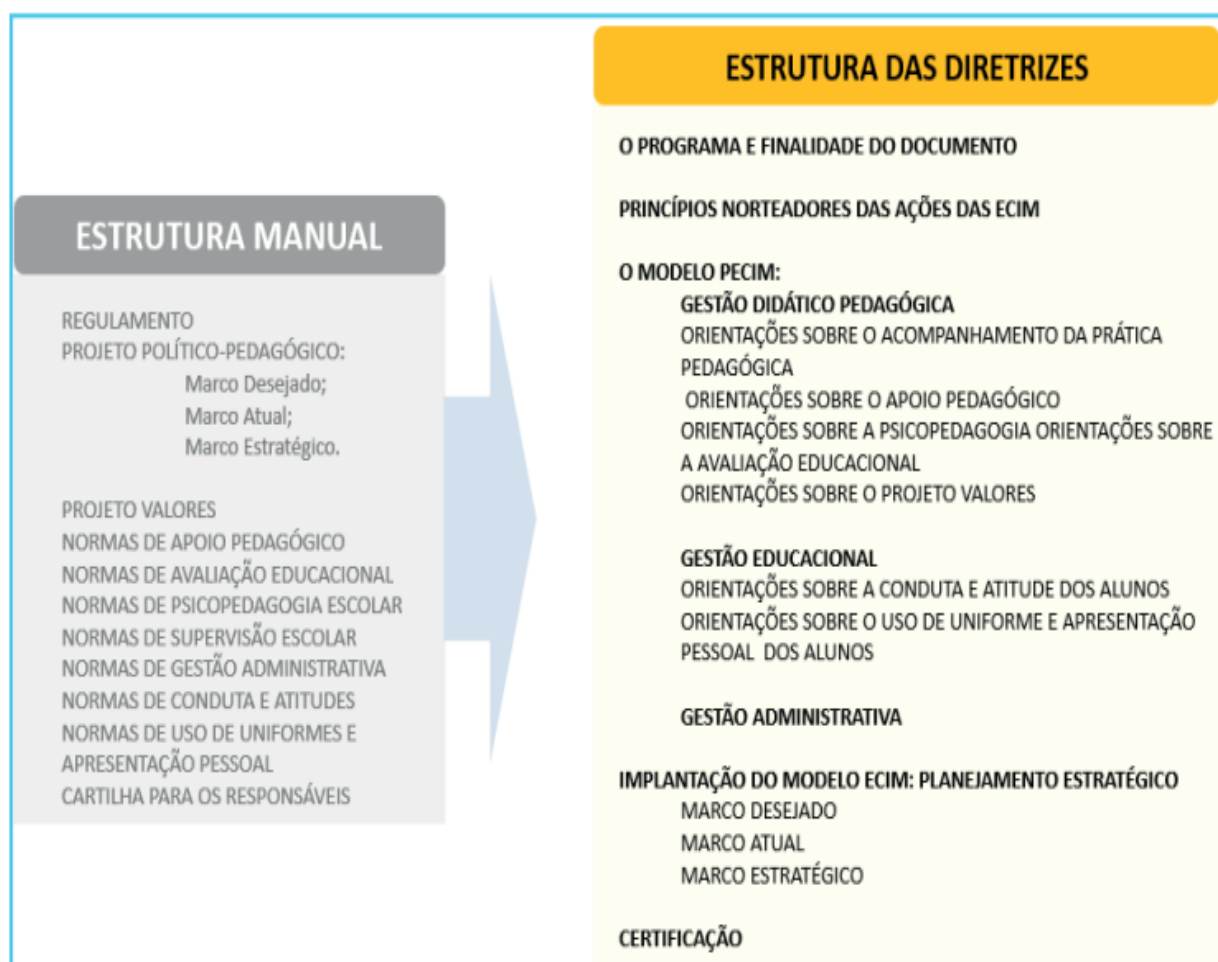 ESTRUTURA MANUAL
REGULAMENTO
PROJETO POLÍTICO-PEDAGÓGICO:
Marco Desejado;
Marco Atual;
Marco Estratégico.
PROJETO VALORES
NORMAS DE APOIO PEDAGÓGICO
NORMAS DE AVALIAÇÃO EDUCACIONAL
NORMAS DE PSICOPEDAGOGIA ESCOLAR
NORMAS DE SUPERVISÃO ESCOLAR
NORMAS DE GESTÃO ADMINISTRATIVA
NORMAS DE CONDUTA E ATITUDES
NORMAS DE USO DE UNIFORMES E
APRESENTAÇÃO PESSOAL
CARTILHA PARA OS RESPONSÁVEIS
ESTRUTURA DAS DIRETRIZES
O PROGRAMA E FINALIDADE DO DOCUMENTO
PRINCÍPIOS NORTEADORES DAS AÇÕES DAS ECIM
O MODELO PECIM:
GESTÃO DIDÁTICO PEDAGÓGICA
ORIENTAÇÕES SOBRE O ACOMPANHAMENTO DA PRÁTICA
PEDAGÓGICA
ORIENTAÇÕES SOBRE O APOIO PEDAGÓGICO
ORIENTAÇÕES SOBRE A PSICOPEDAGOGIA ORIENTAÇÕES SOBRE
A AVALIAÇÃO EDUCACIONAL
ORIENTAÇÕES SOBRE O PROJETO VALORES
GESTÃO EDUCACIONAL
ORIENTAÇÕES SOBRE A CONDUTA E ATITUDE DOS ALUNOS
ORIENTAÇÕES SOBRE O USO DE UNIFORME E APRESENTAÇÃO
PESSOAL DOS ALUNOS
GESTÃO ADMINISTRATIVA
IMPLANTAÇÃO DO MODELO ECIM: PLANEJAMENTO ESTRATÉGICO
MARCO DESEJADO
MARCO ATUAL
MARCO ESTRATÉGICO
CERTIFICAÇÃO